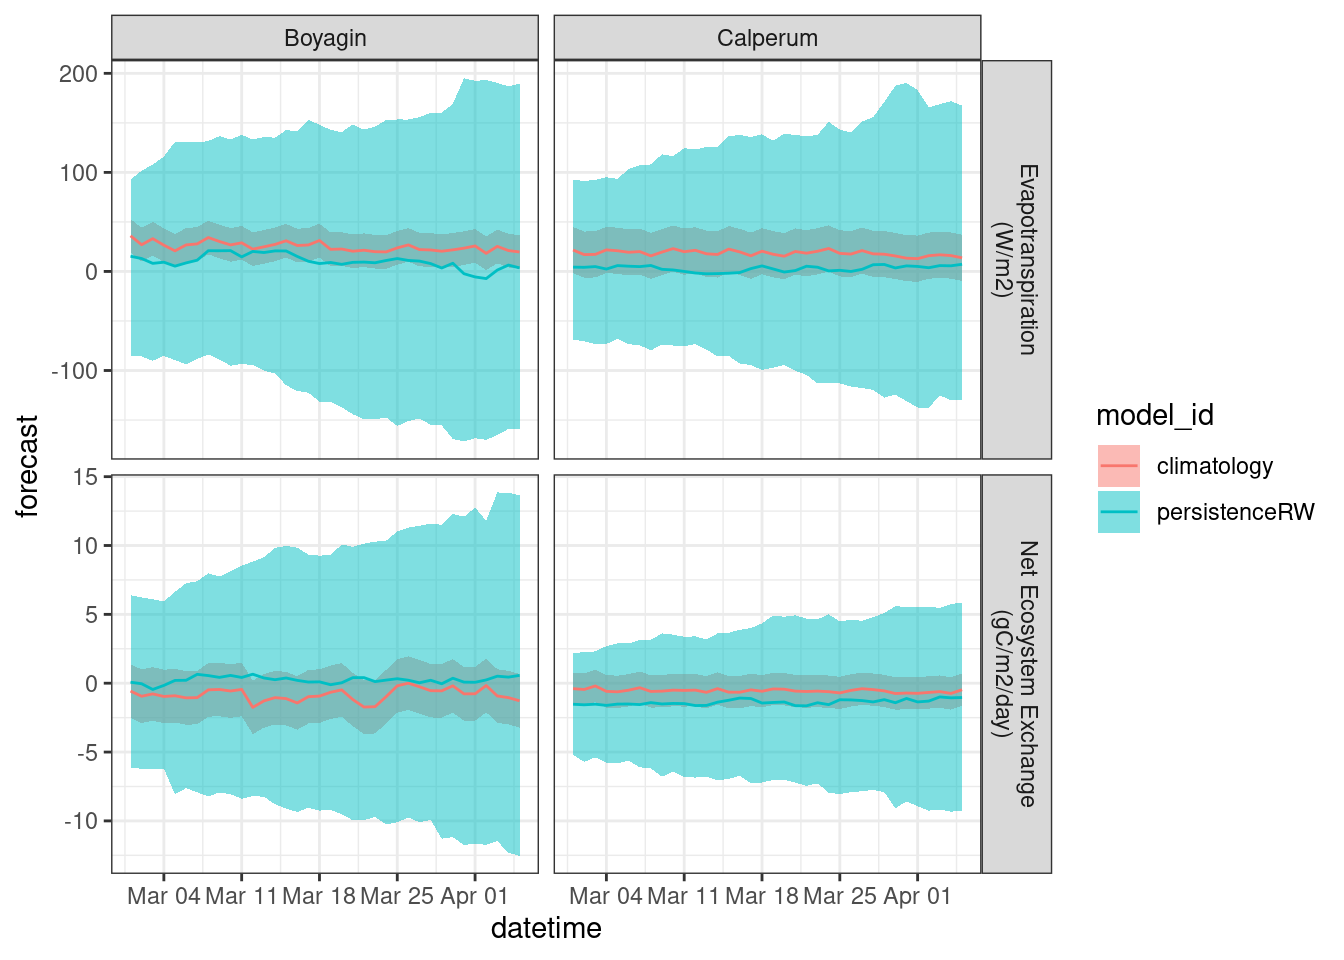 Boyagin
Calperum
200
100
0
-100
Evapotranspiration
(W/m2)
15
10
5
0
-5
-10
Net Ecosystem Exchange
(gC/m2/day)
Mar 04 Mar 11 Mar 18 Mar 25 Apr 01
Mar 04 Mar 11 Mar 18 Mar 25 Apr 01
datetime
forecast
model_id
climatology
persistenceRW